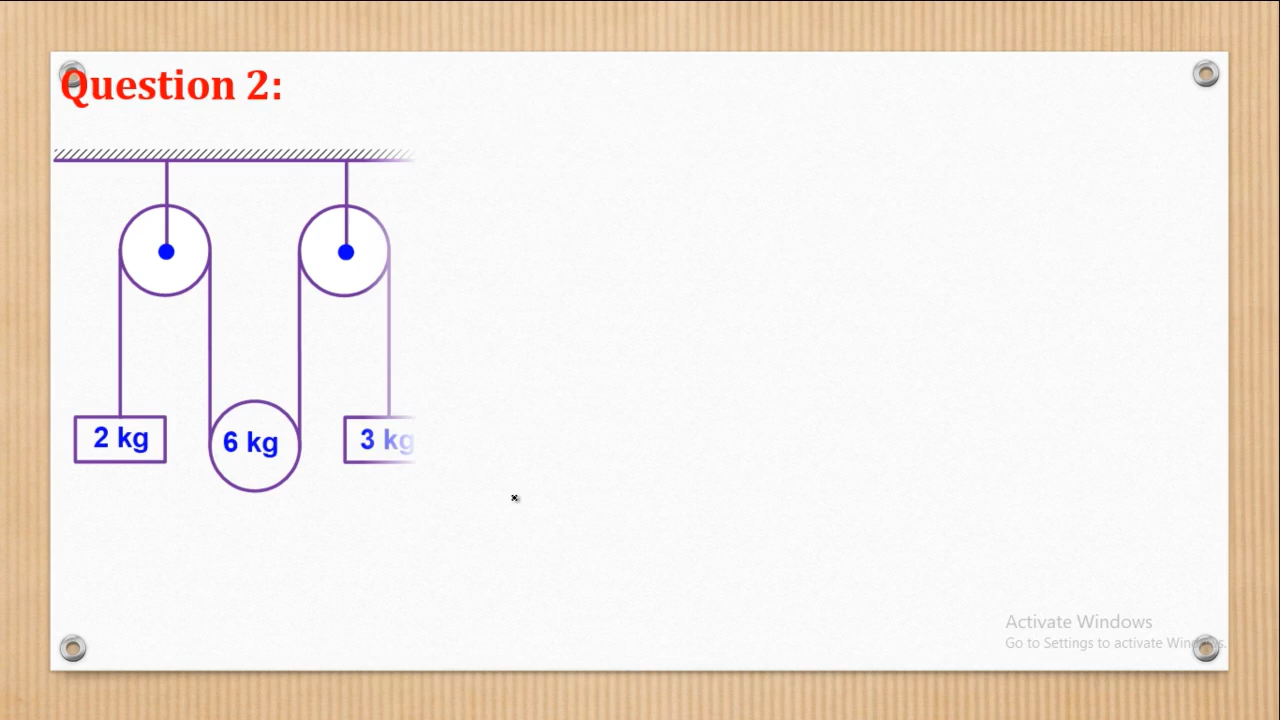 Question 2:
2 kg
6 kg
3 kg
Activate Windows
Go to Settings to activate Windows.